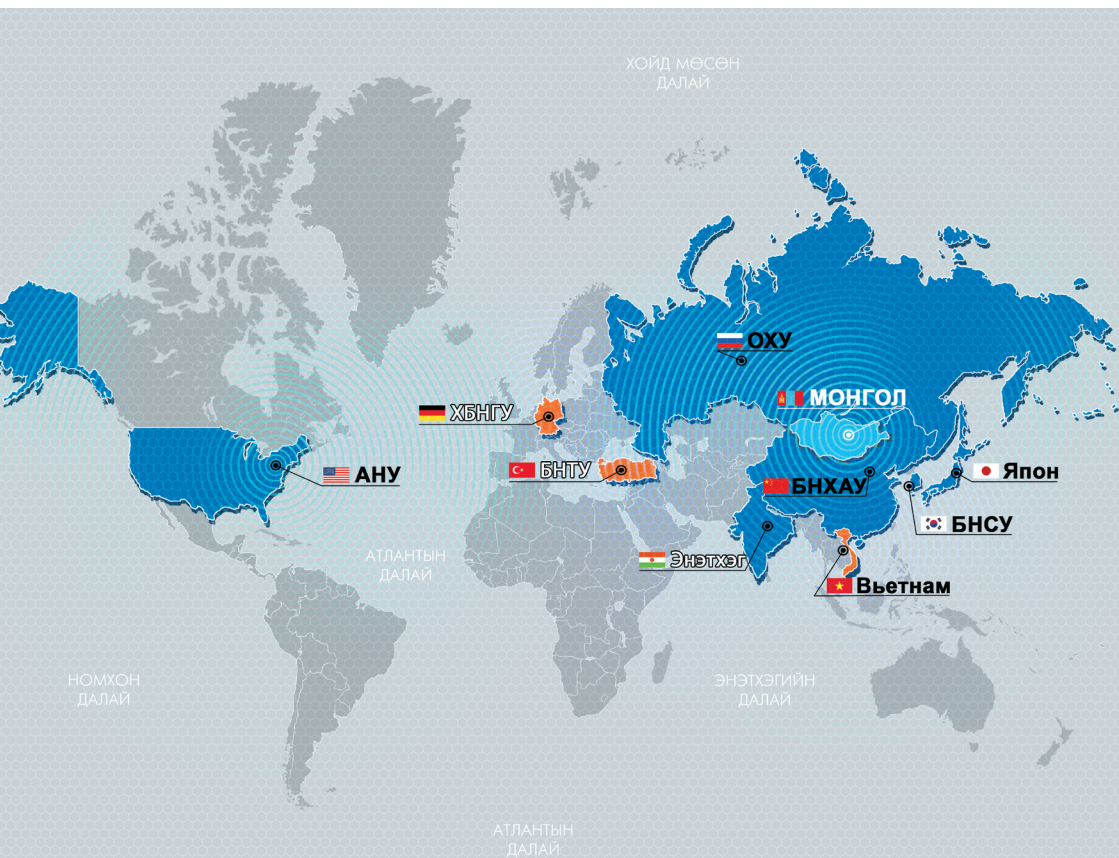 ХОЙД МӨСӨН
ДАЛАЙ
ОХУ
МОНГОЛ
ХБНГУ
БНТУ
АНУ
БНХАУ
Япон
БНСУ
Энэтхэг
Вьетнам
АТЛАНТЫН
ДАЛАЙ
НОМХОН
ДАЛАЙ
ЭНЭТХЭГИЙН
ДАЛАЙ
АТЛАНТЫН
ДАЛАЙ